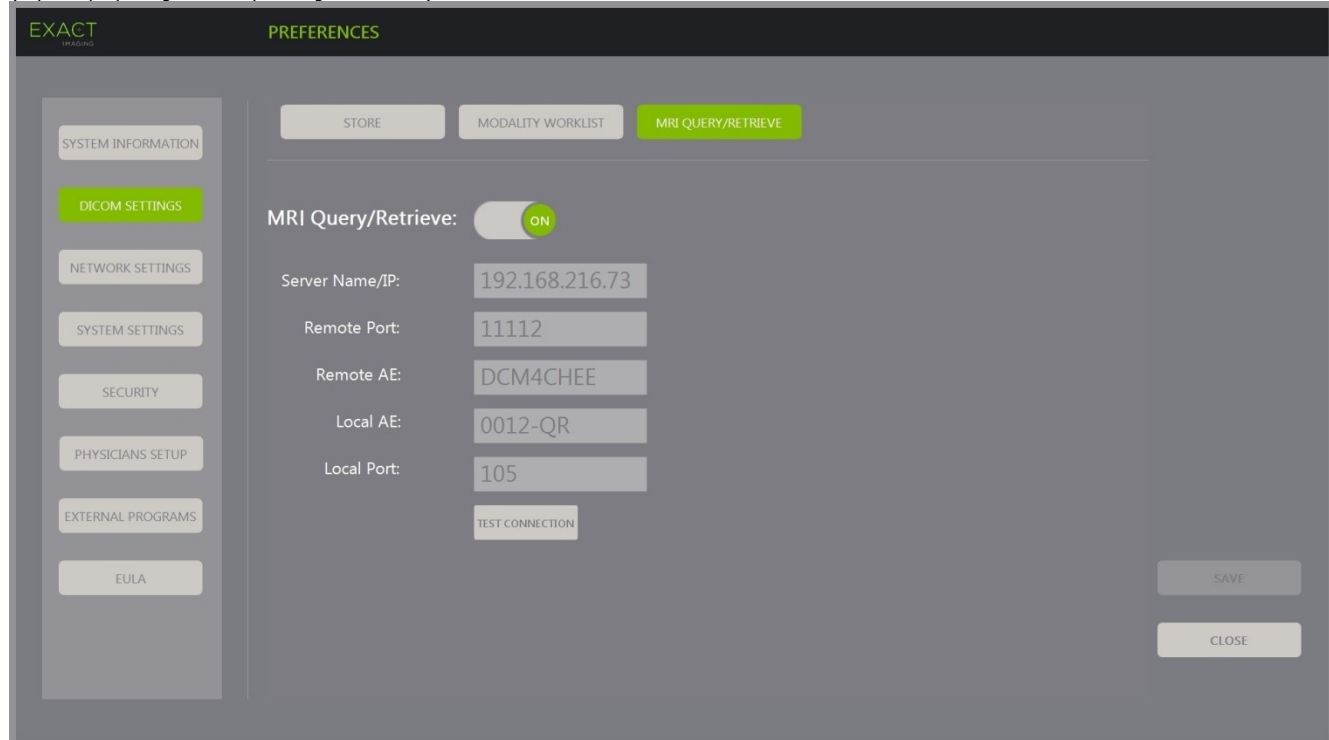 EXACT
IMAGING
PREFERENCES
SYSTEM INFORMATION
DICOM SETTINGS
NETWORK SETTINGS
SYSTEM SETTINGS
SECURITY
PHYSICIANS SETUP
EXTERNAL PROGRAMS
EULA
STORE
MODALITY WORKLIST
MRI QUERY/RETRIEVE
MRI Query/Retrieve: ON
Server Name/IP: 192.168.216.73
Remote Port: 11112
Remote AE: DCM4CHEE
Local AE: 0012-QR
Local Port: 105
TEST CONNECTION
SAVE
CLOSE